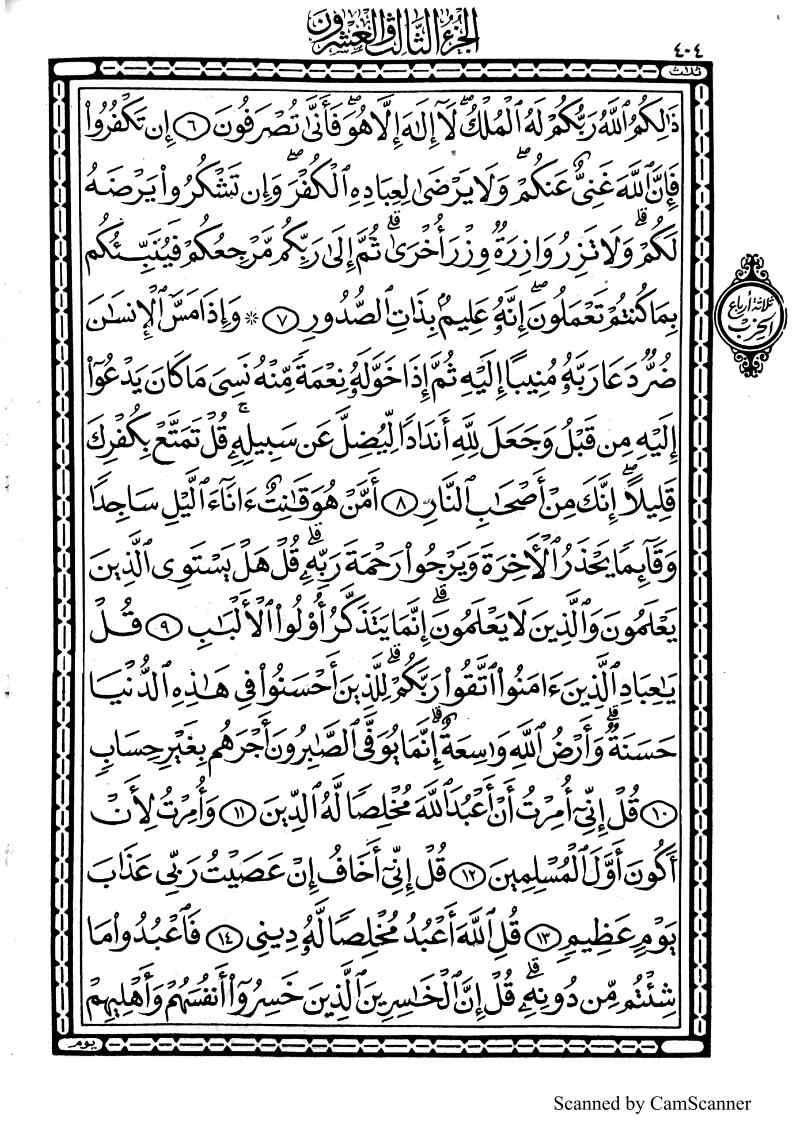 الجزء الثالث والعشرون
٤٠٤
ثلاث
ذَٰلِكُمُ ٱللَّهُ رَبُّكُمْ لَهُ ٱلْمُلْكُ ۖ لَآ إِلَٰهَ إِلَّا هُوَ ۖ فَأَنَّىٰ تُصْرَفُونَ ٦ إِن تَكْفُرُوا۟
فَإِنَّ ٱللَّهَ غَنِىٌّ عَنكُمْ ۖ وَلَا يَرْضَىٰ لِعِبَادِهِ ٱلْكُفْرَ ۖ وَإِن تَشْكُرُوا۟ يَرْضَهُ
لَكُمْ ۗ وَلَا تَزِرُ وَازِرَةٌ وِزْرَ أُخْرَىٰ ۗ ثُمَّ إِلَىٰ رَبِّكُم مَّرْجِعُكُمْ فَيُنَبِّئُكُم
بِمَا كُنتُمْ تَعْمَلُونَ ۖ إِنَّهُۥ عَلِيمٌۢ بِذَاتِ ٱلصُّدُورِ ٧ * وَإِذَا مَسَّ ٱلْإِنسَٰنَ
ضُرٌّ دَعَا رَبَّهُۥ مُنِيبًا إِلَيْهِ ثُمَّ إِذَا خَوَّلَهُۥ نِعْمَةً مِّنْهُ نَسِىَ مَا كَانَ يَدْعُوٓا۟
إِلَيْهِ مِن قَبْلُ وَجَعَلَ لِلَّهِ أَندَادًا لِّيُضِلَّ عَن سَبِيلِهِۦ ۚ قُلْ تَمَتَّعْ بِكُفْرِكَ
قَلِيلًا ۖ إِنَّكَ مِنْ أَصْحَٰبِ ٱلنَّارِ ٨ أَمَّنْ هُوَ قَٰنِتٌ ءَانَآءَ ٱلَّيْلِ سَاجِدًا
وَقَآئِمًا يَحْذَرُ ٱلْءَاخِرَةَ وَيَرْجُوا۟ رَحْمَةَ رَبِّهِۦ ۗ قُلْ هَلْ يَسْتَوِى ٱلَّذِينَ
يَعْلَمُونَ وَٱلَّذِينَ لَا يَعْلَمُونَ ۗ إِنَّمَا يَتَذَكَّرُ أُو۟لُوا۟ ٱلْأَلْبَٰبِ ٩ قُلْ
يَٰعِبَادِ ٱلَّذِينَ ءَامَنُوا۟ ٱتَّقُوا۟ رَبَّكُمْ ۗ لِلَّذِينَ أَحْسَنُوا۟ فِى هَٰذِهِ ٱلدُّنْيَا
حَسَنَةٌ ۗ وَأَرْضُ ٱللَّهِ وَٰسِعَةٌ ۗ إِنَّمَا يُوَفَّى ٱلصَّٰبِرُونَ أَجْرَهُم بِغَيْرِ حِسَابٍ
١٠ قُلْ إِنِّىٓ أُمِرْتُ أَنْ أَعْبُدَ ٱللَّهَ مُخْلِصًا لَّهُ ٱلدِّينَ ١١ وَأُمِرْتُ لِأَنْ
أَكُونَ أَوَّلَ ٱلْمُسْلِمِينَ ١٢ قُلْ إِنِّىٓ أَخَافُ إِنْ عَصَيْتُ رَبِّى عَذَابَ
يَوْمٍ عَظِيمٍ ١٣ قُلِ ٱللَّهَ أَعْبُدُ مُخْلِصًا لَّهُۥ دِينِى ١٤ فَٱعْبُدُوا۟ مَا
شِئْتُم مِّن دُونِهِۦ ۗ قُلْ إِنَّ ٱلْخَٰسِرِينَ ٱلَّذِينَ خَسِرُوٓا۟ أَنفُسَهُمْ وَأَهْلِيهِمْ
ثلاثة أرباع
الحزب
يوم
Scanned by CamScanner